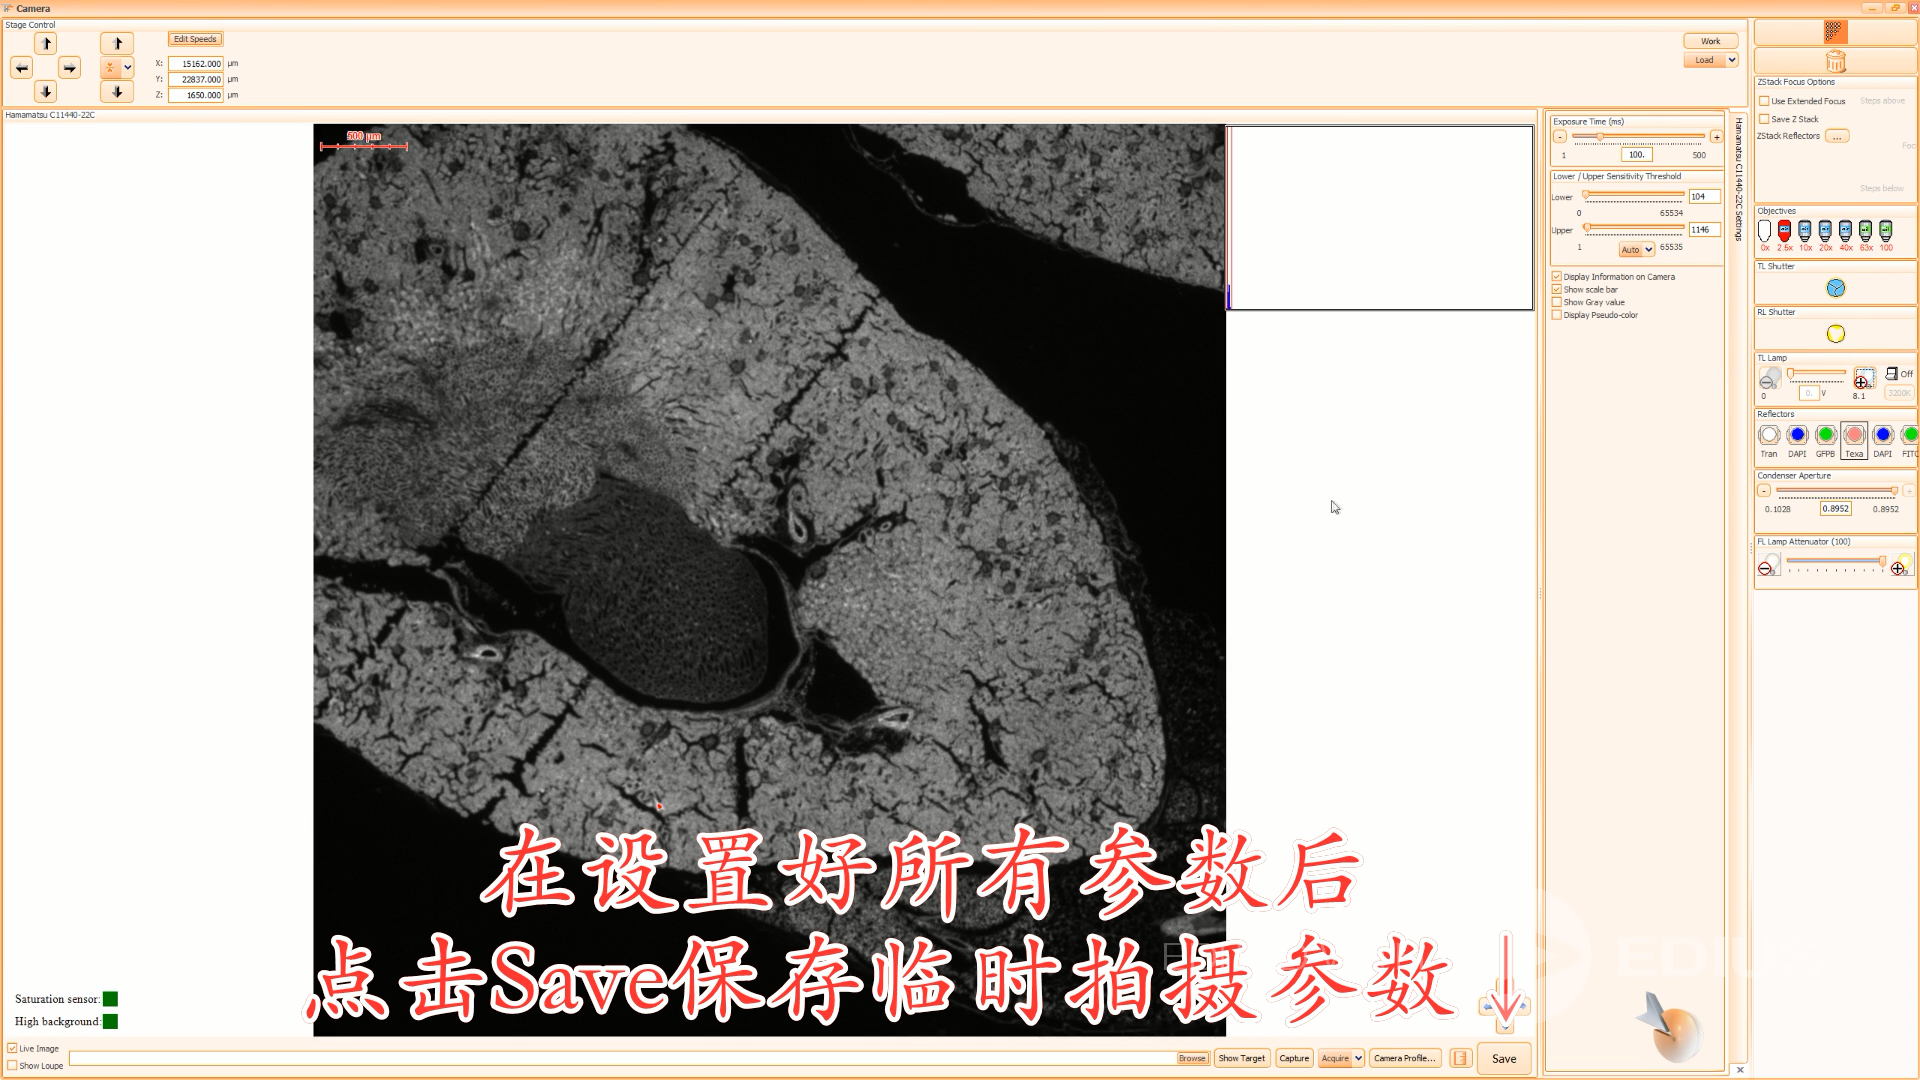 Camera
Stage Control
Edit Speeds
X: 15162.000 µm
Y: 22837.000 µm
Z: 1650.000 µm
Work
Load
Hamamatsu C11440-22C
500 µm
Exposure Time (ms)
- +
1 100. 500
Lower / Upper Sensitivity Threshold
Lower 104
0 65534
Upper 1146
1 Auto 65535
Display Information on Camera
Show scale bar
Show Gray value
Display Pseudo-color
Hamamatsu C11440-22C Settings
ZStack Focus Options
Use Extended Focus Steps above
Save Z Stack
ZStack Reflectors ...
Foc
Steps below
Objectives
0x 2.5x 10x 20x 40x 63x 100
TL Shutter
RL Shutter
TL Lamp
Off
0 0. V 8.1 3200K
Reflectors
Tran DAPI GFPB Texa DAPI FITC
Condenser Aperture
- +
0.1028 0.8952 0.8952
FL Lamp Attenuator (100)
在设置好所有参数后
点击Save保存临时拍摄参数
EDIU
Saturation sensor:
High background:
Live Image
Show Loupe
Browse Show Target Capture Acquire Camera Profile... Save